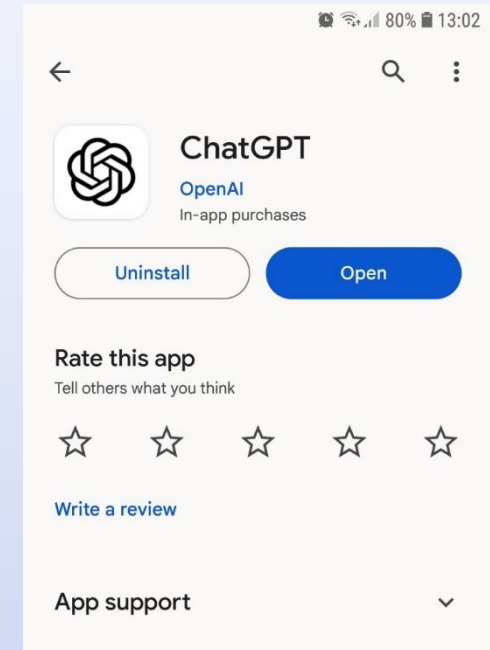 80% 13:02
ChatGPT
OpenAI
In-app purchases
Uninstall Open
Rate this app
Tell others what you think
Write a review
App support